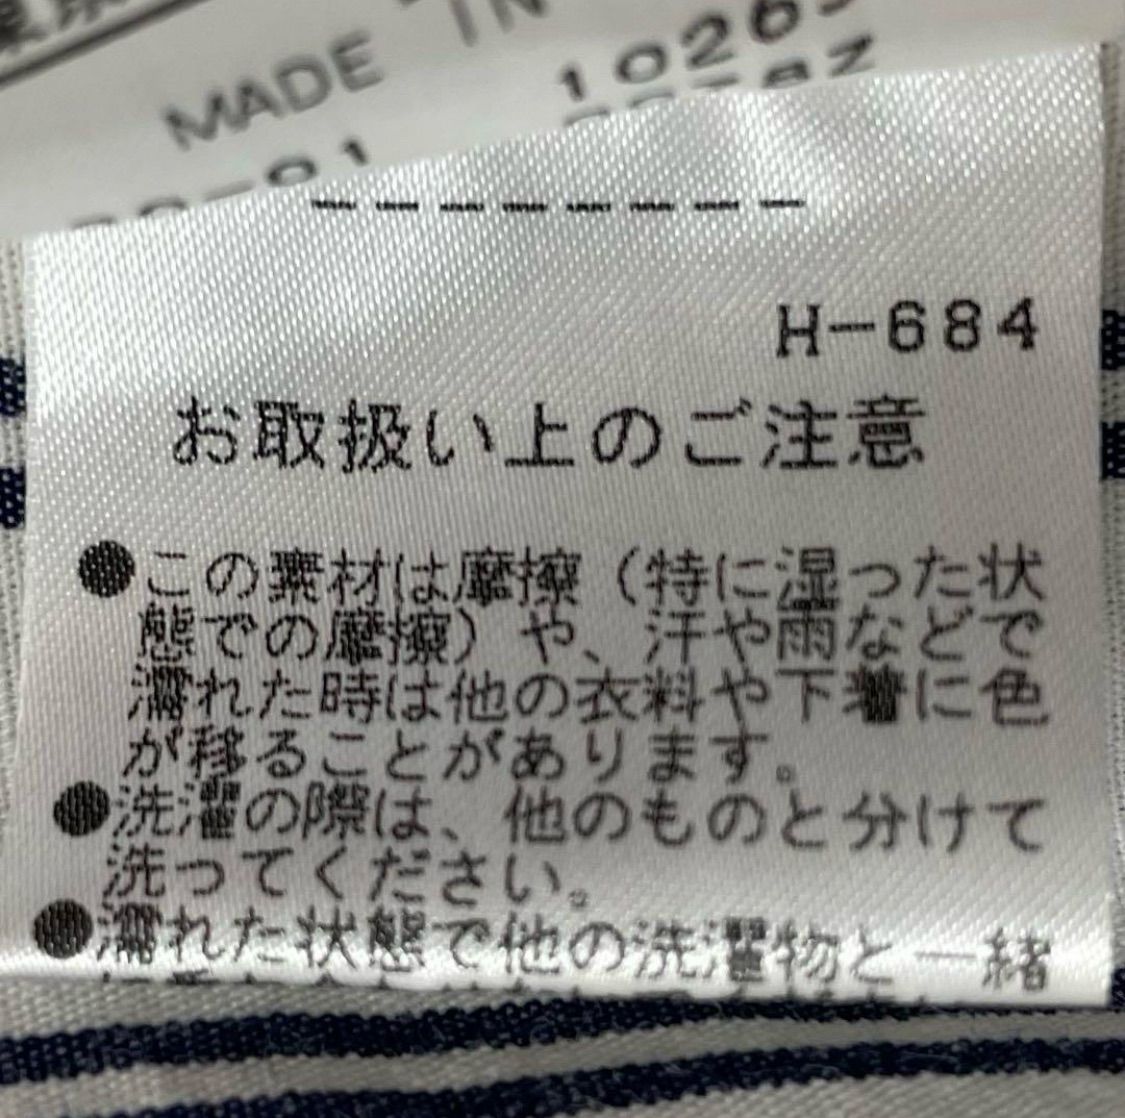 MADE IN
1026
-01
H-684
お取扱い上のご注意
●この素材は摩擦（特に湿った状
態での摩擦）や、汗や雨などで
濡れた時は他の衣料や下着に色
が移ることがあります。
●洗濯の際は、他のものと分けて
洗ってください。
●濡れた状態で他の洗濯物と一緒